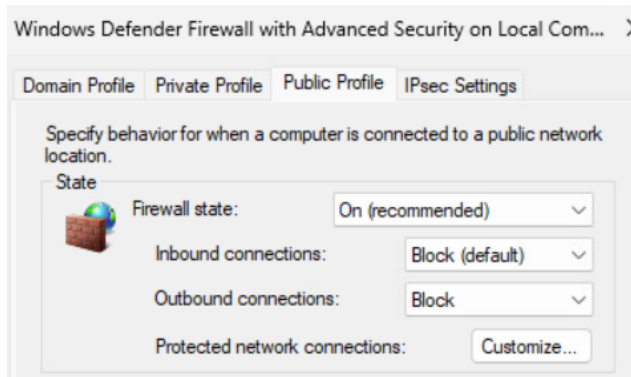 Windows Defender Firewall with Advanced Security on Local Com...
Domain Profile Private Profile Public Profile IPsec Settings
Specify behavior for when a computer is connected to a public network
location.
State
Firewall state: On (recommended)
Inbound connections: Block (default)
Outbound connections: Block
Protected network connections: Customize...